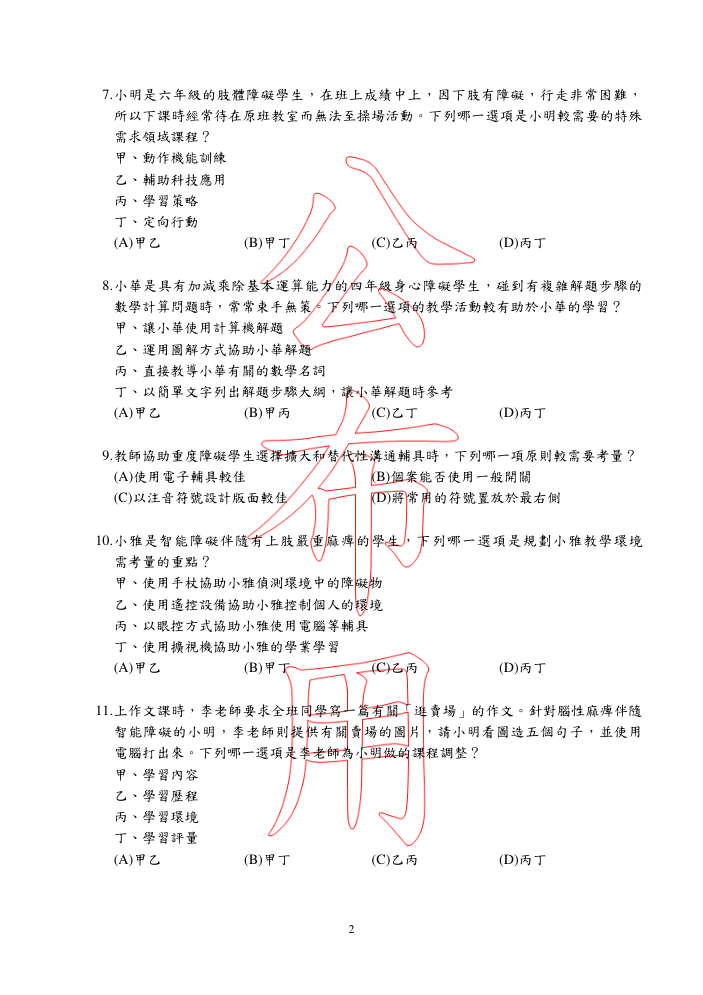 7.小明是六年級的肢體障礙學生，在班上成績中上，因下肢有障礙，行走非常困難，
所以下課時經常待在原班教室而無法至操場活動。下列哪一選項是小明較需要的特殊
需求領域課程？
甲、動作機能訓練
乙、輔助科技應用
丙、學習策略
丁、定向行動
(A)甲乙 (B)甲丁 (C)乙丙 (D)丙丁
8.小華是具有加減乘除基本運算能力的四年級身心障礙學生，碰到有複雜解題步驟的
數學計算問題時，常常束手無策。下列哪一選項的教學活動較有助於小華的學習？
甲、讓小華使用計算機解題
乙、運用圖解方式協助小華解題
丙、直接教導小華有關的數學名詞
丁、以簡單文字列出解題步驟大綱，讓小華解題時參考
(A)甲乙 (B)甲丙 (C)乙丁 (D)丙丁
9.教師協助重度障礙學生選擇擴大和替代性溝通輔具時，下列哪一項原則較需要考量？
(A)使用電子輔具較佳 (B)個案能否使用一般開關
(C)以注音符號設計版面較佳 (D)將常用的符號置放於最右側
10.小雅是智能障礙伴隨有上肢嚴重麻痺的學生，下列哪一選項是規劃小雅教學環境
需考量的重點？
甲、使用手杖協助小雅偵測環境中的障礙物
乙、使用遙控設備協助小雅控制個人的環境
丙、以眼控方式協助小雅使用電腦等輔具
丁、使用擴視機協助小雅的學業學習
(A)甲乙 (B)甲丁 (C)乙丙 (D)丙丁
11.上作文課時，李老師要求全班同學寫一篇有關「逛賣場」的作文。針對腦性麻痺伴隨
智能障礙的小明，李老師則提供有關賣場的圖片，請小明看圖造五個句子，並使用
電腦打出來。下列哪一選項是李老師為小明做的課程調整？
甲、學習內容
乙、學習歷程
丙、學習環境
丁、學習評量
(A)甲乙 (B)甲丁 (C)乙丙 (D)丙丁
公布用
2